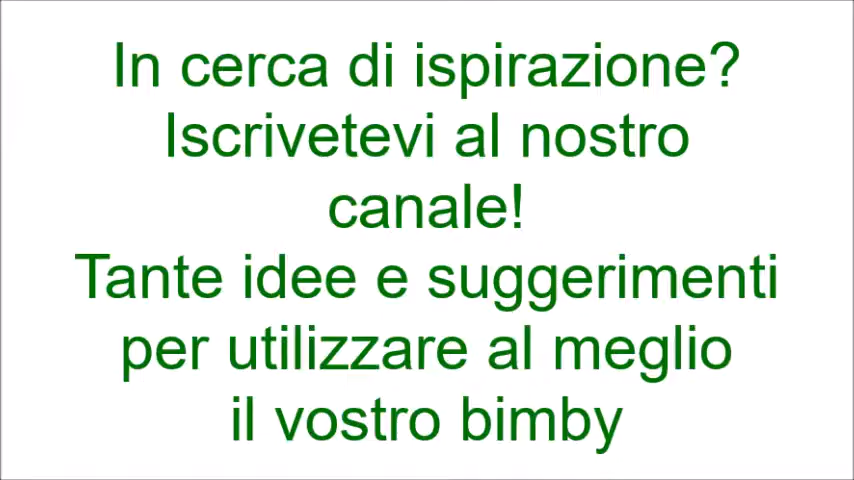 In cerca di ispirazione?
Iscrivetevi al nostro
canale!
Tante idee e suggerimenti
per utilizzare al meglio
il vostro bimby